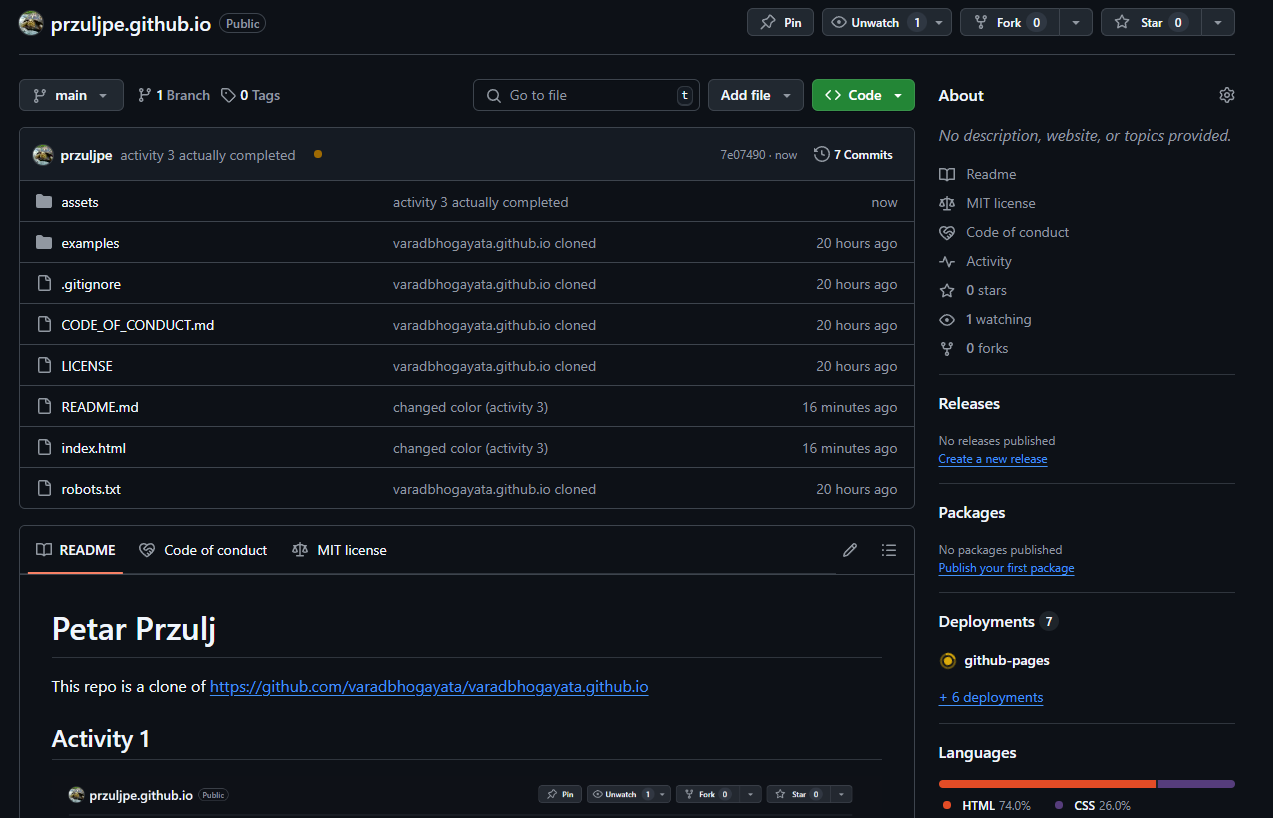 przuljpe.github.io Public Pin Unwatch 1 Fork 0 Star 0
main 1 Branch 0 Tags Go to file t Add file Code
przuljpe activity 3 actually completed 7e07490 · now 7 Commits
assets activity 3 actually completed now
examples varadbhogayata.github.io cloned 20 hours ago
.gitignore varadbhogayata.github.io cloned 20 hours ago
CODE_OF_CONDUCT.md varadbhogayata.github.io cloned 20 hours ago
LICENSE varadbhogayata.github.io cloned 20 hours ago
README.md changed color (activity 3) 16 minutes ago
index.html changed color (activity 3) 16 minutes ago
robots.txt varadbhogayata.github.io cloned 20 hours ago
README Code of conduct MIT license
Petar Przulj
This repo is a clone of https://github.com/varadbhogayata/varadbhogayata.github.io
Activity 1
przuljpe.github.io Public Pin Unwatch 1 Fork 0 Star 0
About
No description, website, or topics provided.
Readme
MIT license
Code of conduct
Activity
0 stars
1 watching
0 forks
Releases
No releases published
Create a new release
Packages
No packages published
Publish your first package
Deployments 7
github-pages
+ 6 deployments
Languages
HTML 74.0% CSS 26.0%